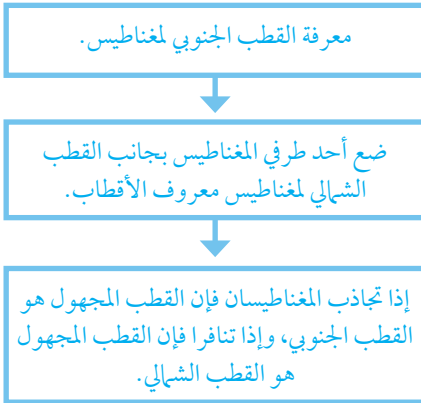 معرفة القطب الجنوبي لمغناطيس.
ضع أحد طرفي المغناطيس بجانب القطب
الشمالي لمغناطيس معروف الأقطاب.
إذا تجاذب المغناطيسان فإن القطب المجهول هو
القطب الجنوبي، وإذا تنافرا فإن القطب المجهول
هو القطب الشمالي.